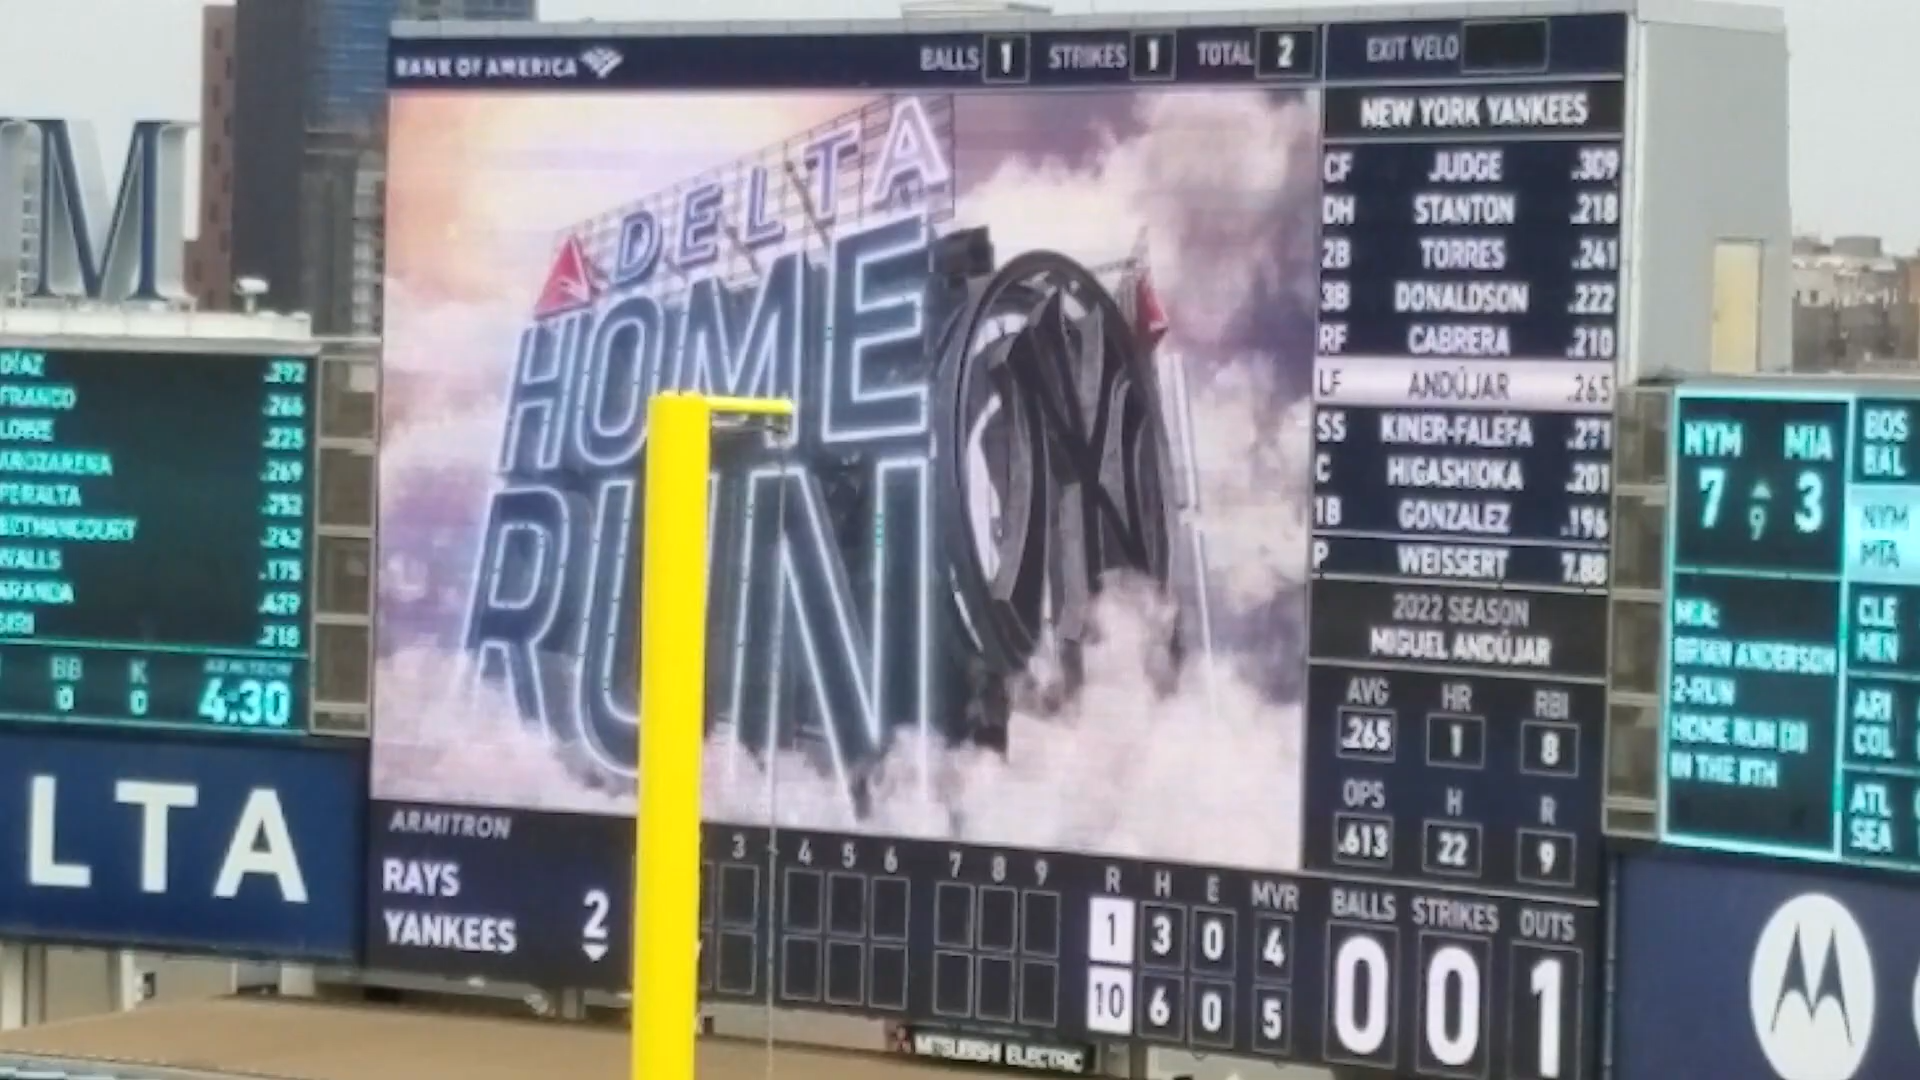 BANK OF AMERICA
BALLS 1 STRIKES 1 TOTAL 2
EXIT VELO
NEW YORK YANKEES
CF JUDGE .309
DH STANTON .218
2B TORRES .241
3B DONALDSON .222
RF CABRERA .210
LF ANDÚJAR .265
SS KINER-FALEFA .271
C HIGASHIOKA .201
1B GONZALEZ .196
P WEISSERT 7.88
2022 SEASON
MIGUEL ANDÚJAR
AVG HR RBI
.265 1 8
OPS H R
.613 22 9
DELTA
HOME
RUN
NY
M
DÍAZ .292
FRANCO .266
LOWE .223
AROZARENA .269
PERALTA .252
BETHANCOURT .242
WALLS .175
ARANDA
SIRI .218
BB K ARMITRON
0 0 4:30
LTA
ARMITRON
3 4 5 6 7 8 9 R H E MVR
RAYS 1 3 0 4
YANKEES 10 6 0 5
2
BALLS STRIKES OUTS
0 0 1
MITSUBISHI ELECTRIC
NYM MIA
7 9 3
MIA:
BRIAN ANDERSON
2-RUN
HOME RUN
IN THE 8TH
BOS
BAL
NYM
MIA
CLE
MIN
ARI
COL
ATL
SEA